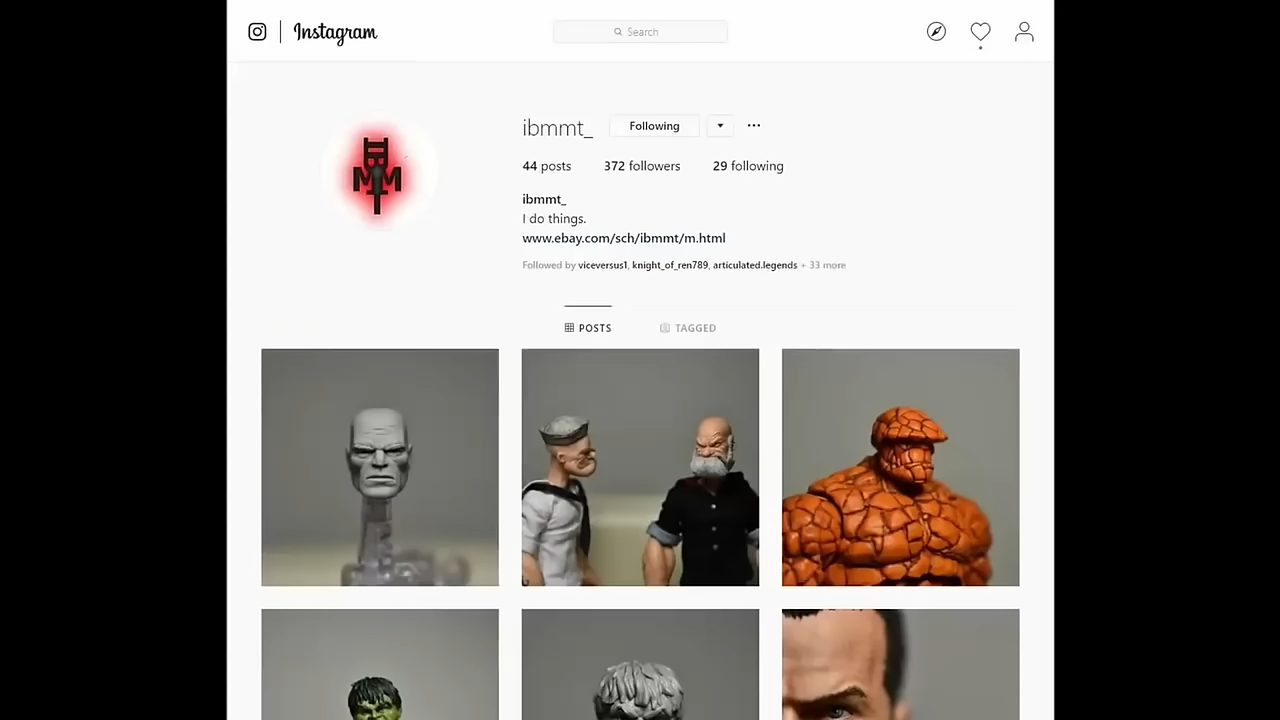 Instagram
Search
ibmmt_ Following
44 posts 372 followers 29 following
ibmmt_
I do things.
www.ebay.com/sch/ibmmt/m.html
Followed by viceversus1, knight_of_ren789, articulated.legends + 33 more
POSTS TAGGED